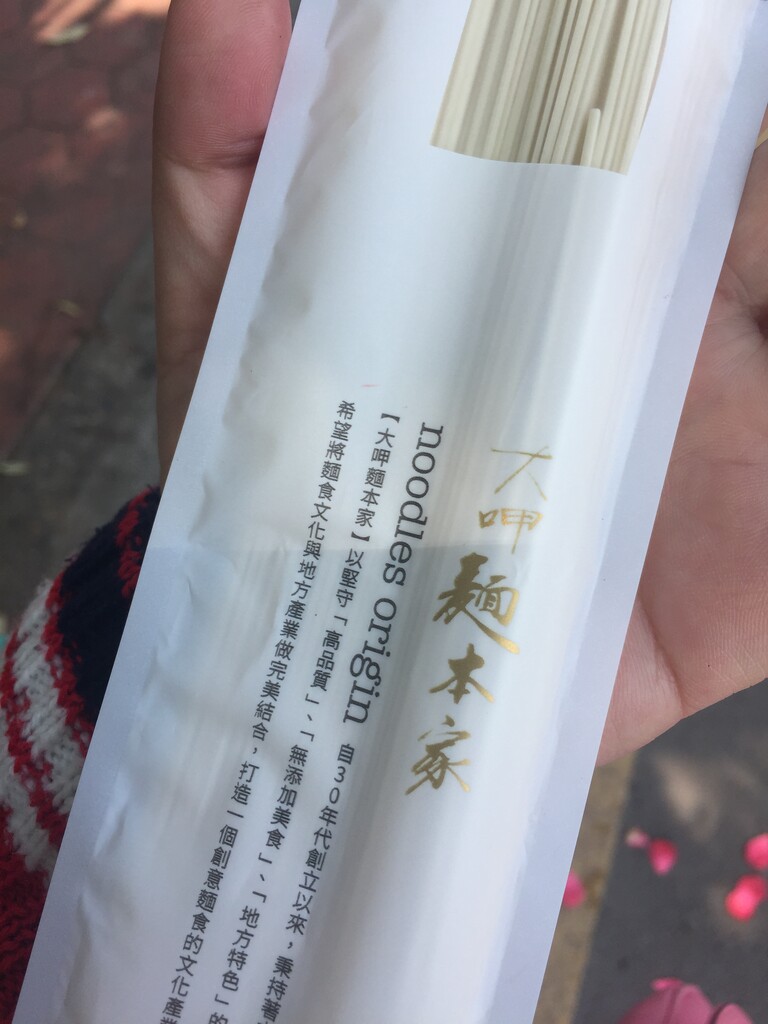 大呷麵本家
noodles origin 自30年代創立以來，秉持著
【大呷麵本家】以堅守「高品質」、「無添加美食」、「地方特色」的
希望將麵食文化與地方產業做完美結合，打造一個創意麵食的文化產業